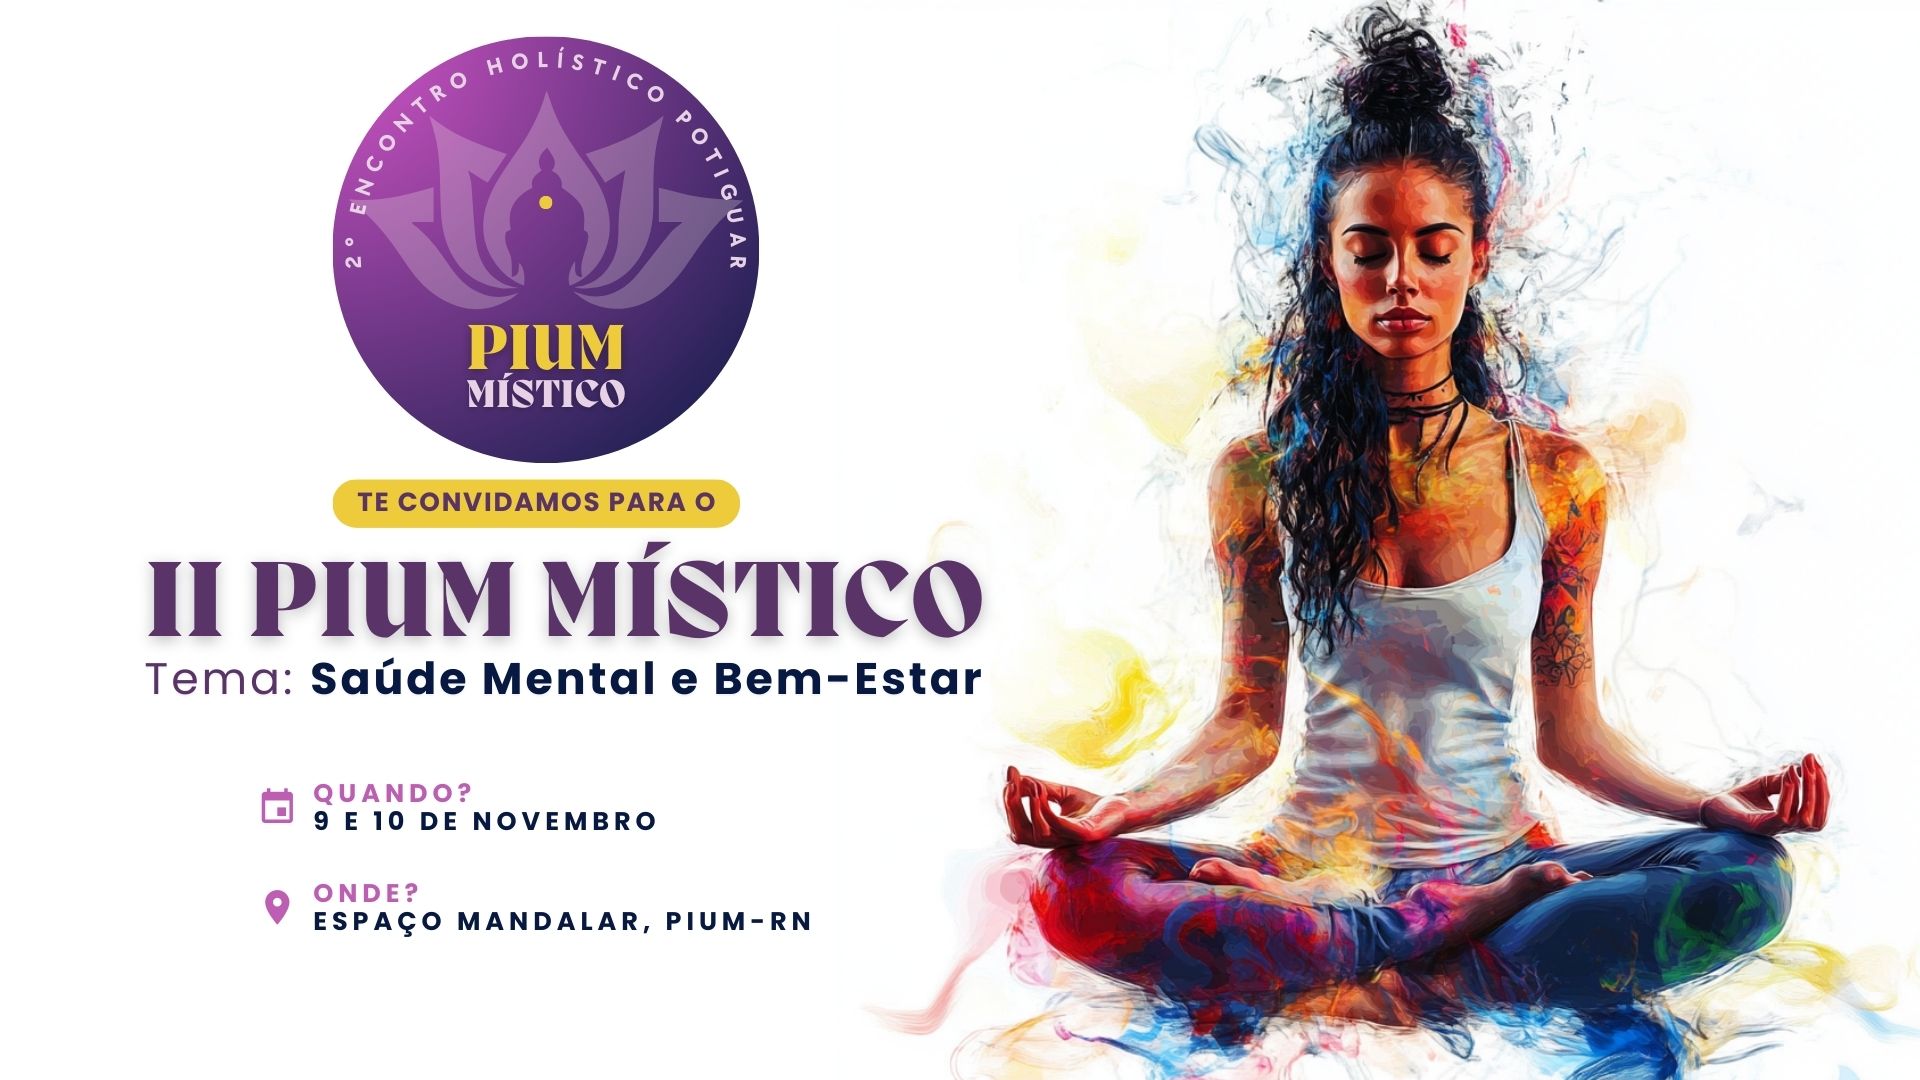 2º ENCONTRO HOLÍSTICO POTIGUAR
PIUM
MÍSTICO
TE CONVIDAMOS PARA O
II PIUM MÍSTICO
Tema: Saúde Mental e Bem-Estar
QUANDO?
9 E 10 DE NOVEMBRO
ONDE?
ESPAÇO MANDALAR, PIUM-RN